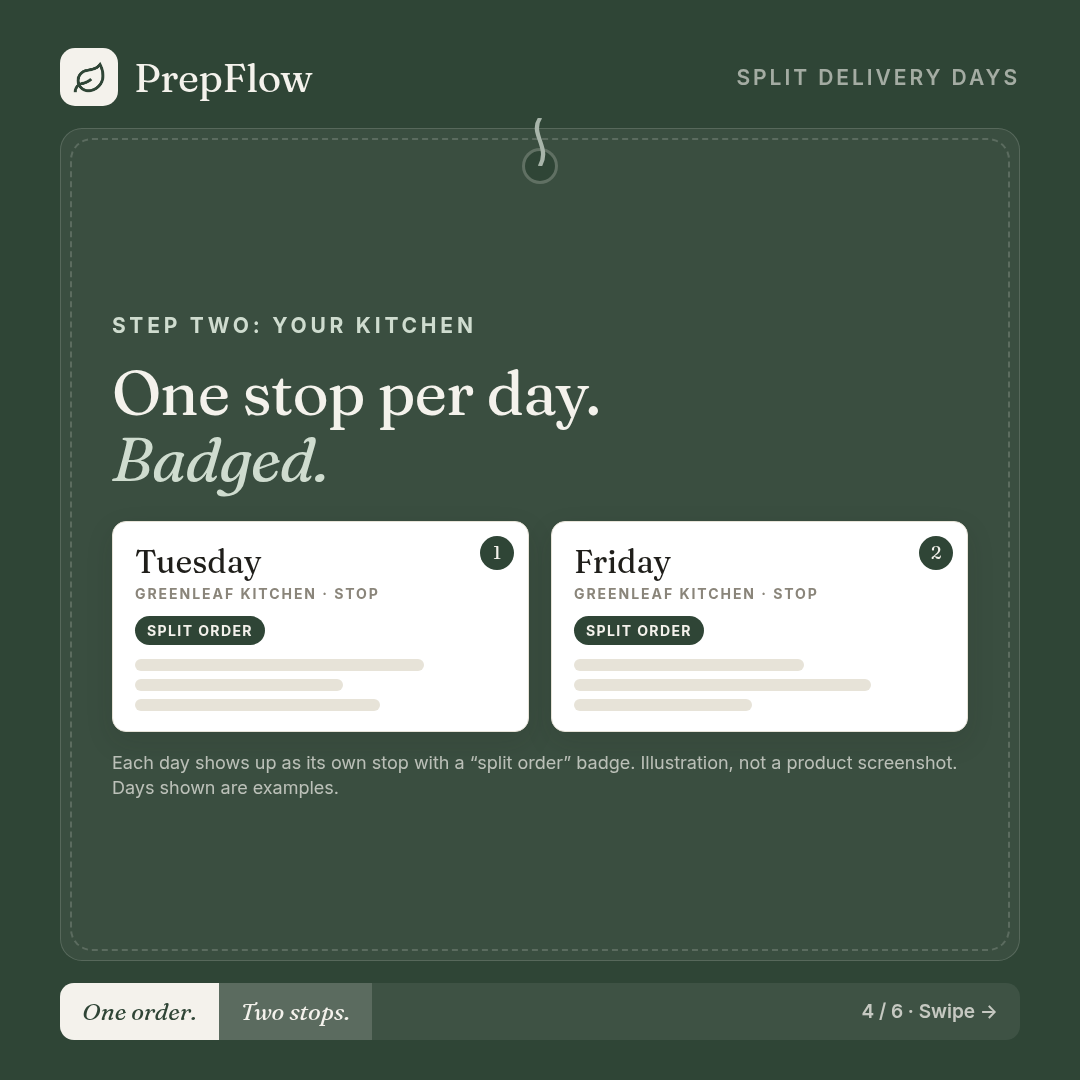 PrepFlow
SPLIT DELIVERY DAYS
STEP TWO: YOUR KITCHEN
One stop per day.
Badged.
Tuesday
1
GREENLEAF KITCHEN · STOP
SPLIT ORDER
Friday
2
GREENLEAF KITCHEN · STOP
SPLIT ORDER
Each day shows up as its own stop with a “split order” badge. Illustration, not a product screenshot.
Days shown are examples.
One order.
Two stops.
4 / 6 · Swipe →